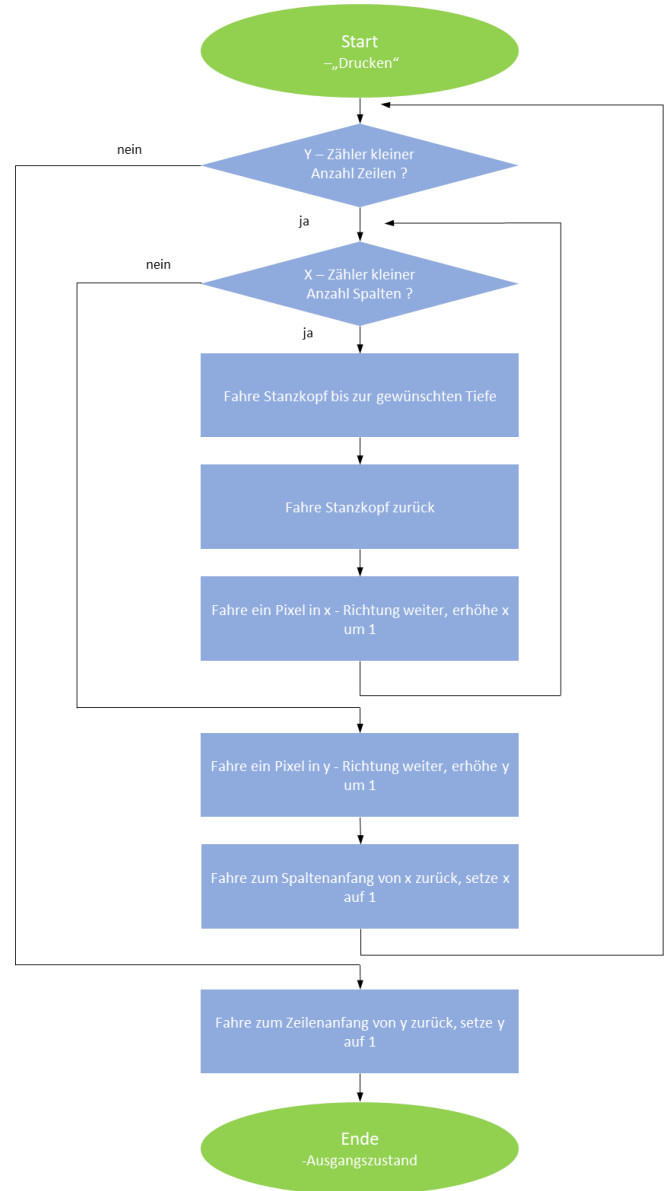 Start
–„Drucken“
nein
Y – Zähler kleiner
Anzahl Zeilen ?
ja
nein
X – Zähler kleiner
Anzahl Spalten ?
ja
Fahre Stanzkopf bis zur gewünschten Tiefe
Fahre Stanzkopf zurück
Fahre ein Pixel in x - Richtung weiter, erhöhe x
um 1
Fahre ein Pixel in y - Richtung weiter, erhöhe y
um 1
Fahre zum Spaltenanfang von x zurück, setze x
auf 1
Fahre zum Zeilenanfang von y zurück, setze y
auf 1
Ende
-Ausgangszustand